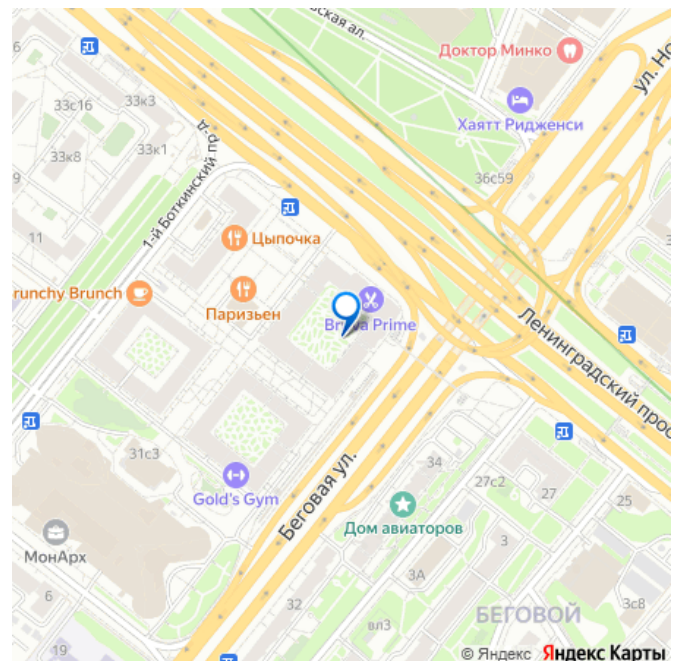 ская ал.
Доктор Минко
ул. Но
33с16
33к3
Хаятт Ридженси
33к8
33к1
1-й Боткинский пр-д
36с59
9
11
Цыпочка
runchy Brunch
Паризьен
Prime
Ленинградский прос
31с3
34
27с2
27
25
Gold's Gym
Беговая ул.
Дом авиаторов
МонАрх
3
3А
6
32
БЕГОВОЙ
3с8
вл3
19
© Яндекс Яндекс Карты